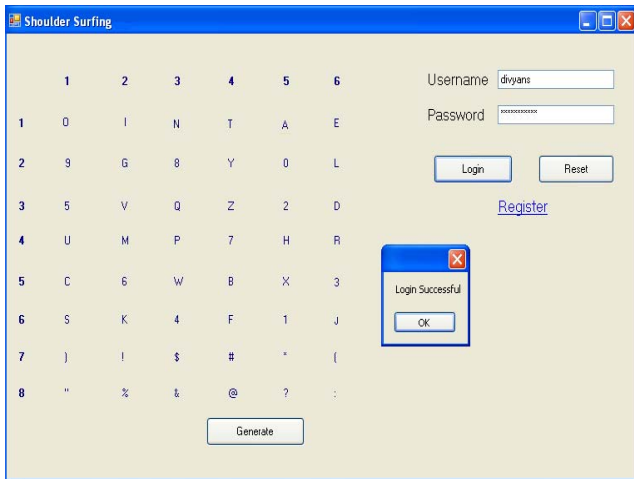 Shoulder Surfing
1 2 3 4 5 6
1 O I N T A E
2 9 G 8 Y 0 L
3 5 V Q Z 2 D
4 U M P 7 H R
5 C 6 W B X 3
6 S K 4 F 1 J
7 ) ! $ # * (
8 " % & @ ? :
Generate
Username divyans
Password xxxxxxxxxxx
Login Reset
Register
Login Successful
OK